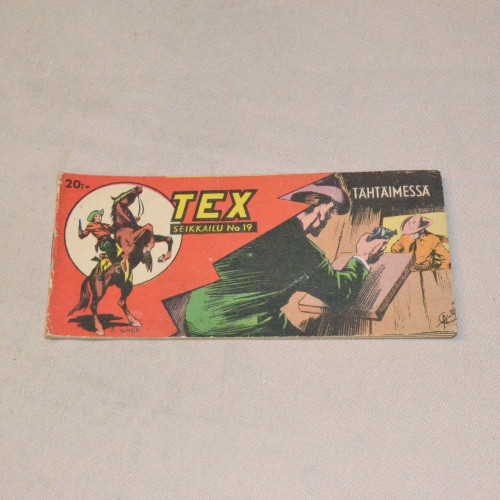 20:-
TEX
SEIKKAILU No 19
TÄHTÄIMESSÄ